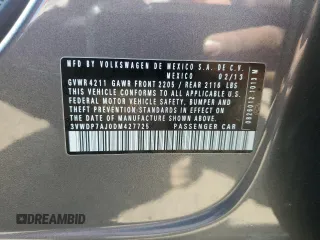 MFD BY VOLKSWAGEN DE MEXICO S.A. DE C.V.
MEXICO 02/13
GVWR4211 GAWR FRONT 2205 / REAR 2116 LBS
THIS VEHICLE CONFORMS TO ALL APPLICABLE
FEDERAL MOTOR VEHICLE SAFETY, BUMPER AND
THEFT PREVENTION STANDARDS IN EFFECT ON
THE DATE OF MANUFACTURE SHOWN ABOVE.
3VWDP7AJ0DM427725 PASSENGER CAR
© DREAMBID